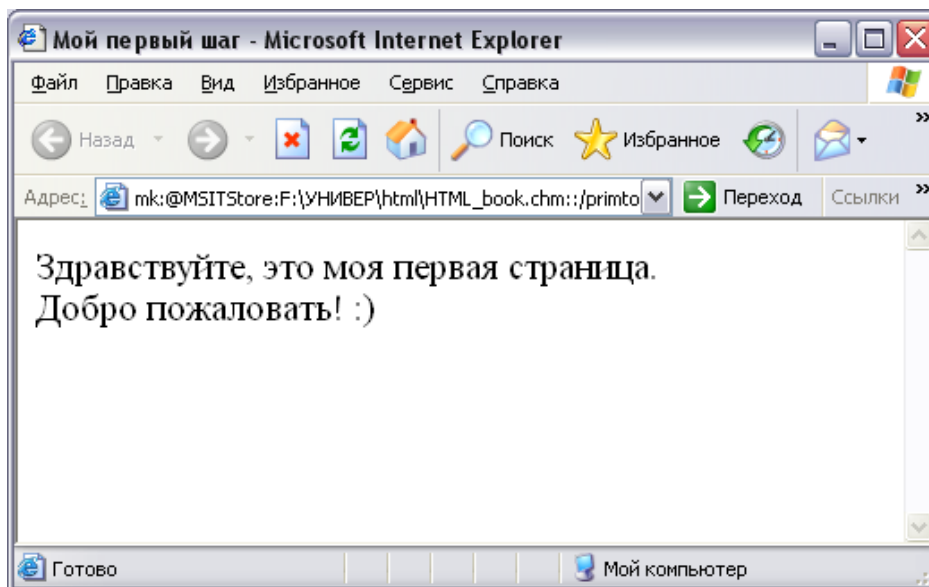 Мой первый шаг - Microsoft Internet Explorer
Файл Правка Вид Избранное Сервис Справка
Назад Поиск Избранное »
Адрес: mk:@MSITStore:F:\УНИВЕР\html\HTML_book.chm::/primto Переход Ссылки »
Здравствуйте, это моя первая страница.
Добро пожаловать! :)
Готово Мой компьютер